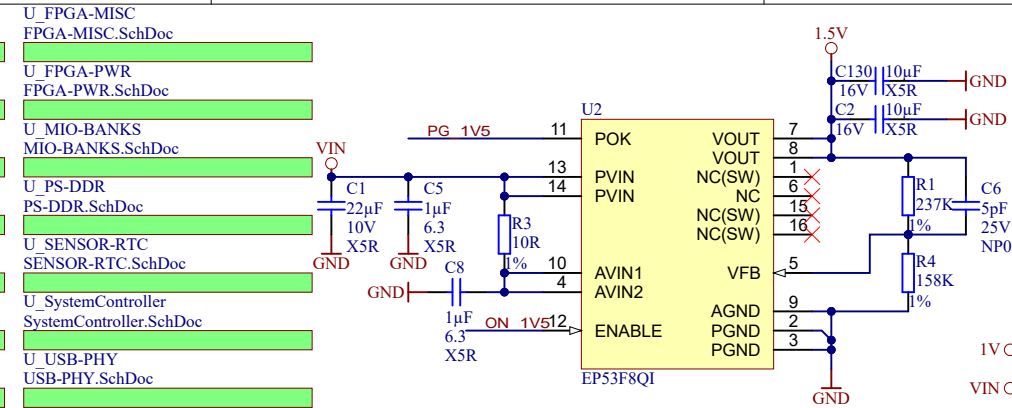 U_FPGA-MISC
FPGA-MISC.SchDoc
U_FPGA-PWR
FPGA-PWR.SchDoc
U_MIO-BANKS
MIO-BANKS.SchDoc
U_PS-DDR
PS-DDR.SchDoc
U_SENSOR-RTC
SENSOR-RTC.SchDoc
U_SystemController
SystemController.SchDoc
U_USB-PHY
USB-PHY.SchDoc
VIN
C1
22µF
10V
X5R
GND
C5
1µF
6.3
X5R
GND
R3
10R
1%
GND
C8
1µF
6.3
X5R
PG_1V5
ON_1V5
U2
11 POK
13 PVIN
14 PVIN
10 AVIN1
4 AVIN2
12 ENABLE
VOUT 7
VOUT 8
NC(SW) 1
NC 6
NC(SW) 15
NC(SW) 16
VFB 5
AGND 9
PGND 2
PGND 3
EP53F8QI
1.5V
C130 10µF
16V X5R
GND
C2 10µF
16V X5R
GND
R1
237K
1%
C6
5pF
25V
NP0
R4
158K
1%
GND
1V
VIN